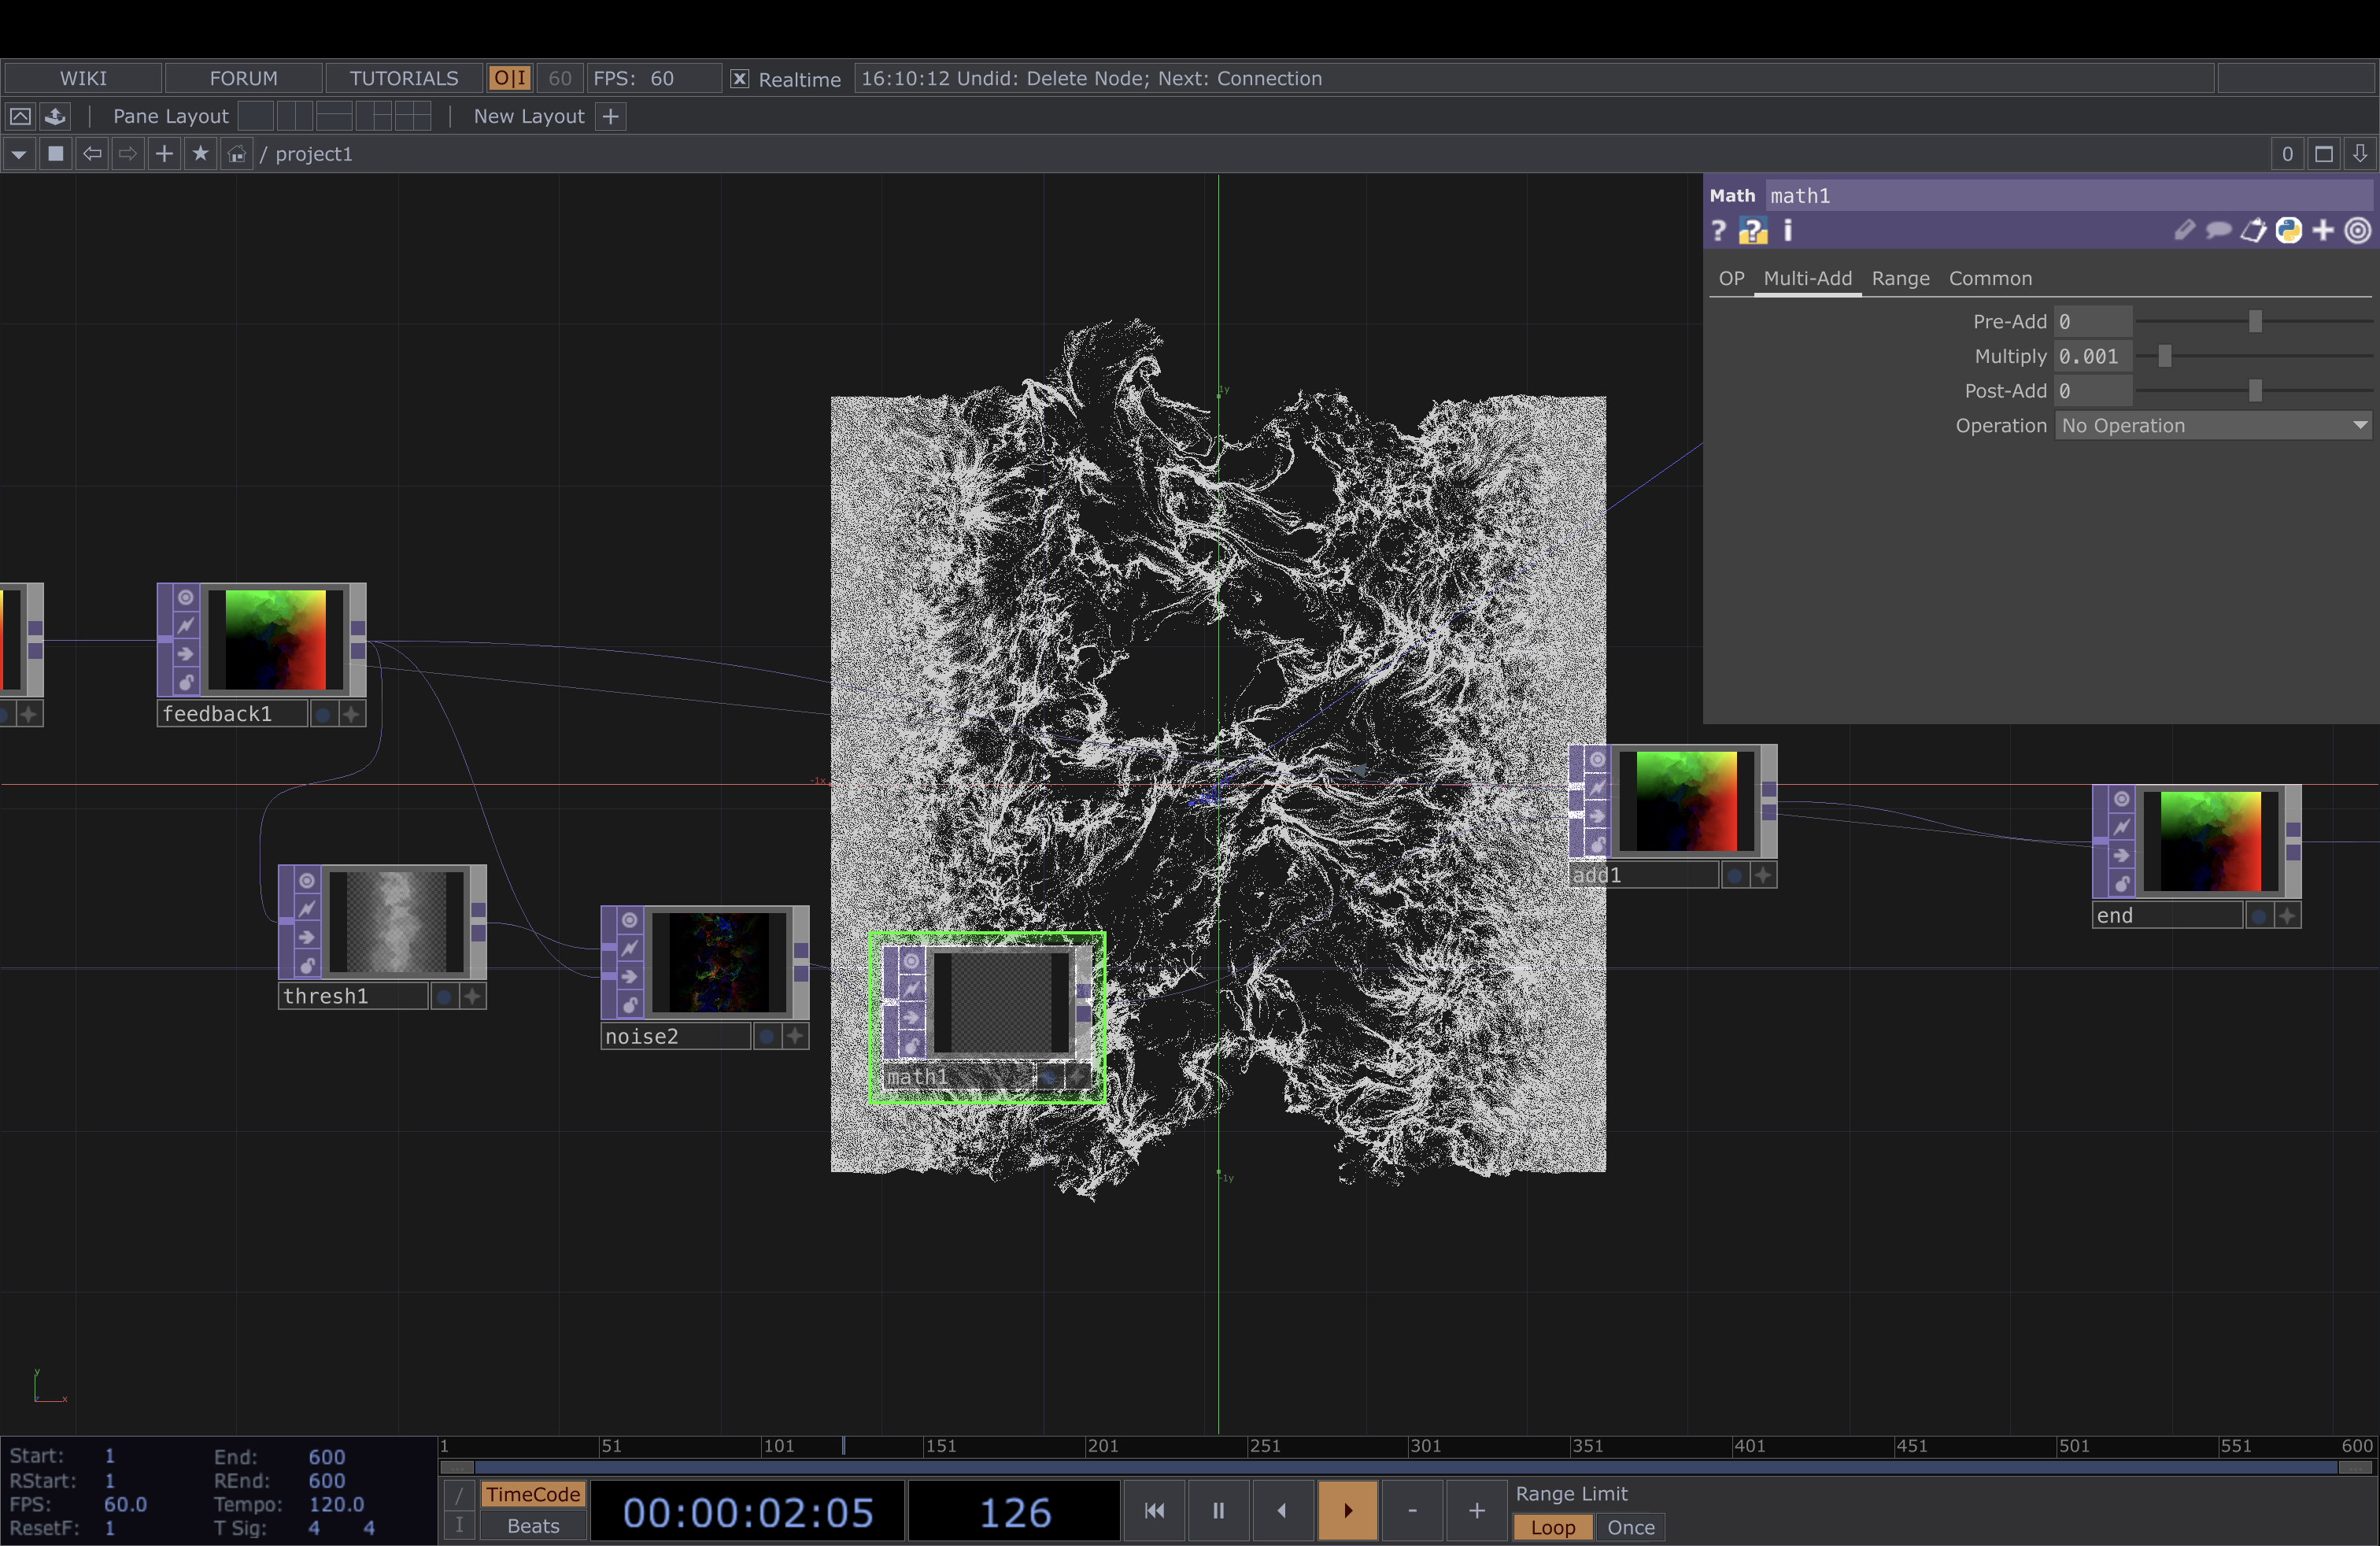 WIKI FORUM TUTORIALS O|I 60 FPS: 60 X Realtime 16:10:12 Undid: Delete Node; Next: Connection
Pane Layout New Layout +
/ project1 0
Math math1
? ? i
OP Multi-Add Range Common
Pre-Add 0
Multiply 0.001
Post-Add 0
Operation No Operation
1y
-1x
feedback1
add1
end
thresh1
noise2
math1
-1y
y
x
Start: 1 End: 600
RStart: 1 REnd: 600
FPS: 60.0 Tempo: 120.0
ResetF: 1 T Sig: 4 4
1 51 101 151 201 251 301 351 401 451 501 551 600
/ TimeCode 00:00:02:05 126 - + Range Limit
I Beats Loop Once